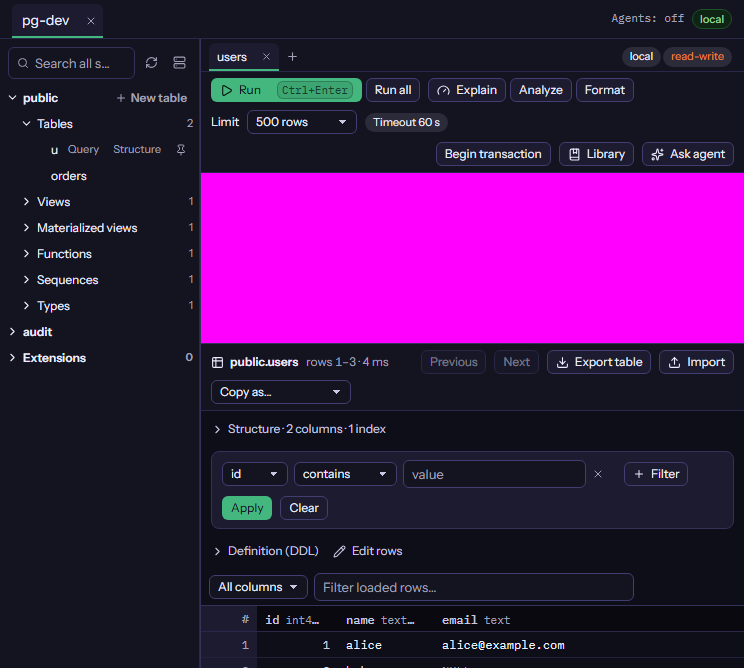 pg-dev × Agents: off local
Search all s...
users × + local read-write
public + New table
Run Ctrl+Enter Run all Explain Analyze Format
Tables 2
Limit 500 rows Timeout 60 s
u Query Structure
Begin transaction Library Ask agent
orders
Views 1
Materialized views 1
Functions 1
Sequences 1
Types 1
audit
Extensions 0
public.users rows 1–3 · 4 ms Previous Next Export table Import
Copy as...
Structure · 2 columns · 1 index
id contains value × + Filter
Apply Clear
Definition (DDL) Edit rows
All columns Filter loaded rows...
# id int4… name text… email text
1 1 alice alice@example.com